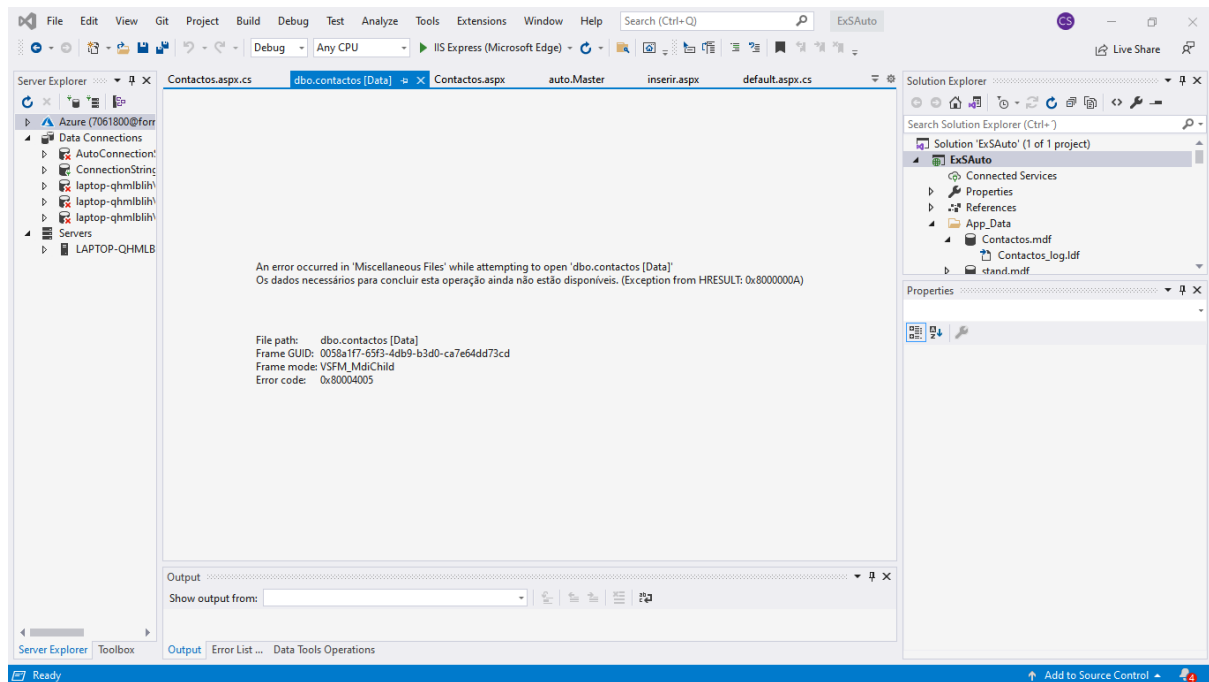 File Edit View Git Project Build Debug Test Analyze Tools Extensions Window Help Search (Ctrl+Q) ExSAuto CS
Debug Any CPU IIS Express (Microsoft Edge) Live Share
Server Explorer
Azure (7061800@forr
Data Connections
AutoConnectionS
ConnectionString
laptop-qhmlblih\
laptop-qhmlblih\
laptop-qhmlblih\
Servers
LAPTOP-QHMLB
Server Explorer Toolbox
Contactos.aspx.cs dbo.contactos [Data] Contactos.aspx auto.Master inserir.aspx default.aspx.cs
An error occurred in 'Miscellaneous Files' while attempting to open 'dbo.contactos [Data]'
Os dados necessários para concluir esta operação ainda não estão disponíveis. (Exception from HRESULT: 0x8000000A)
File path: dbo.contactos [Data]
Frame GUID: 0058a1f7-65f3-4db9-b3d0-ca7e64dd73cd
Frame mode: VSFM_MdiChild
Error code: 0x80004005
Output
Show output from:
Output Error List ... Data Tools Operations
Solution Explorer
Search Solution Explorer (Ctrl+´)
Solution 'ExSAuto' (1 of 1 project)
ExSAuto
Connected Services
Properties
References
App_Data
Contactos.mdf
Contactos_log.ldf
stand.mdf
Properties
Ready Add to Source Control 4